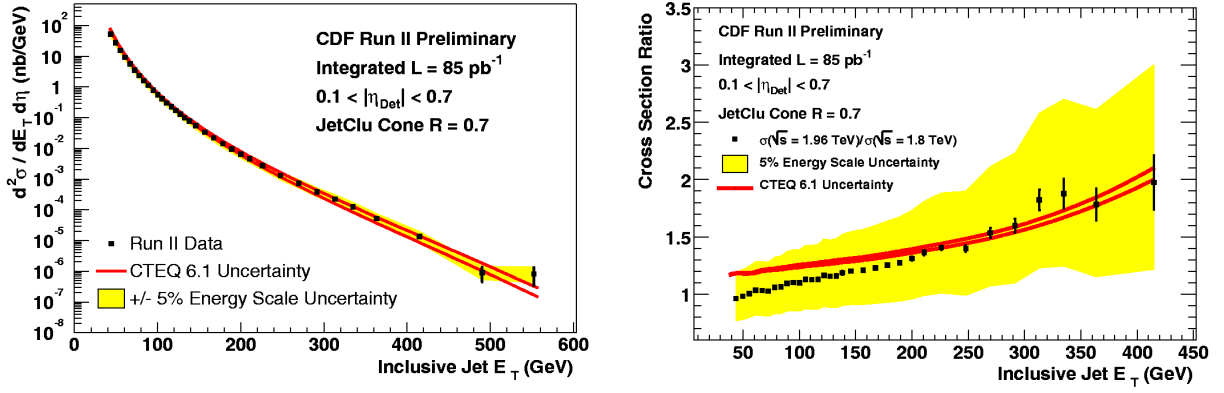 d²σ / dE_T dη (nb/GeV)
10²
10
1
10⁻¹
10⁻²
10⁻³
10⁻⁴
10⁻⁵
10⁻⁶
10⁻⁷
10⁻⁸
CDF Run II Preliminary
Integrated L = 85 pb⁻¹
0.1 < |η_Det| < 0.7
JetClu Cone R = 0.7
Run II Data
CTEQ 6.1 Uncertainty
+/- 5% Energy Scale Uncertainty
0 100 200 300 400 500 600
Inclusive Jet E_T (GeV)
Cross Section Ratio
3.5
3
2.5
2
1.5
1
CDF Run II Preliminary
Integrated L = 85 pb⁻¹
0.1 < |η_Det| < 0.7
JetClu Cone R = 0.7
σ(√s = 1.96 TeV)/σ(√s = 1.8 TeV)
5% Energy Scale Uncertainty
CTEQ 6.1 Uncertainty
50 100 150 200 250 300 350 400 450
Inclusive Jet E_T (GeV)